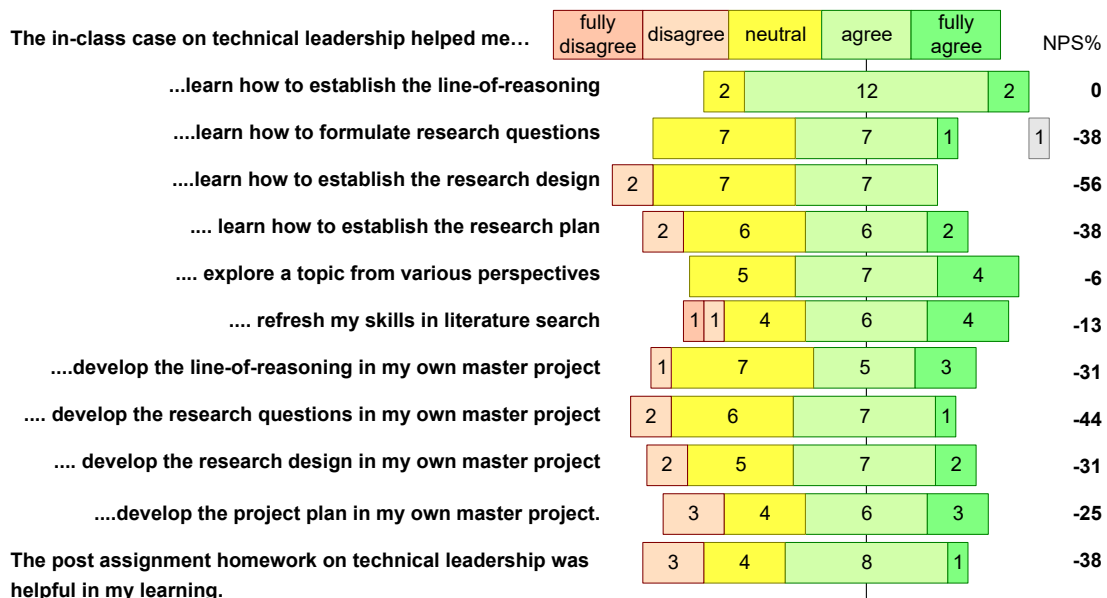 The in-class case on technical leadership helped me… fully disagree disagree neutral agree fully agree NPS%
...learn how to establish the line-of-reasoning 2 12 2 0
....learn how to formulate research questions 7 7 1 1 -38
....learn how to establish the research design 2 7 7 -56
.... learn how to establish the research plan 2 6 6 2 -38
.... explore a topic from various perspectives 5 7 4 -6
.... refresh my skills in literature search 1 1 4 6 4 -13
....develop the line-of-reasoning in my own master project 1 7 5 3 -31
.... develop the research questions in my own master project 2 6 7 1 -44
.... develop the research design in my own master project 2 5 7 2 -31
....develop the project plan in my own master project. 3 4 6 3 -25
The post assignment homework on technical leadership was 3 4 8 1 -38
helpful in my learning.